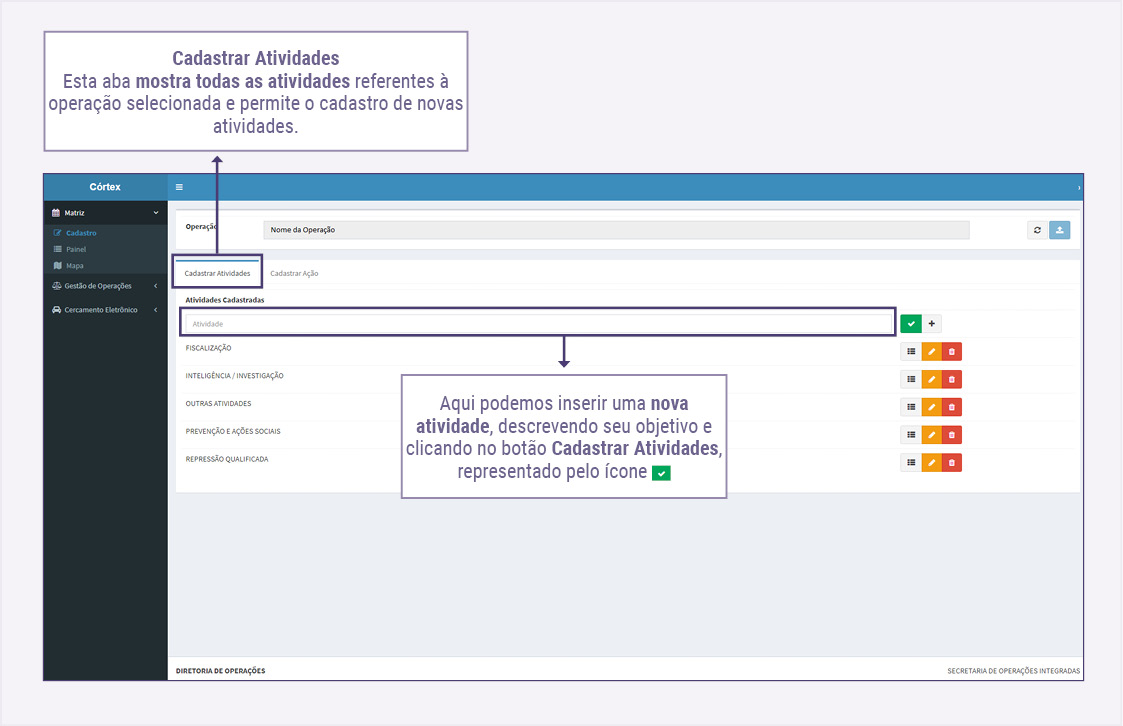 Cadastrar Atividades
Esta aba mostra todas as atividades referentes à
operação selecionada e permite o cadastro de novas
atividades.
Córtex
Matriz
Cadastro
Painel
Mapa
Gestão de Operações
Cercamento Eletrônico
Operação
Nome da Operação
Cadastrar Atividades
Cadastrar Ação
Atividades Cadastradas
Atividade
FISCALIZAÇÃO
INTELIGÊNCIA / INVESTIGAÇÃO
OUTRAS ATIVIDADES
PREVENÇÃO E AÇÕES SOCIAIS
REPRESSÃO QUALIFICADA
Aqui podemos inserir uma nova
atividade, descrevendo seu objetivo e
clicando no botão Cadastrar Atividades,
representado pelo ícone
DIRETORIA DE OPERAÇÕES
SECRETARIA DE OPERAÇÕES INTEGRADAS